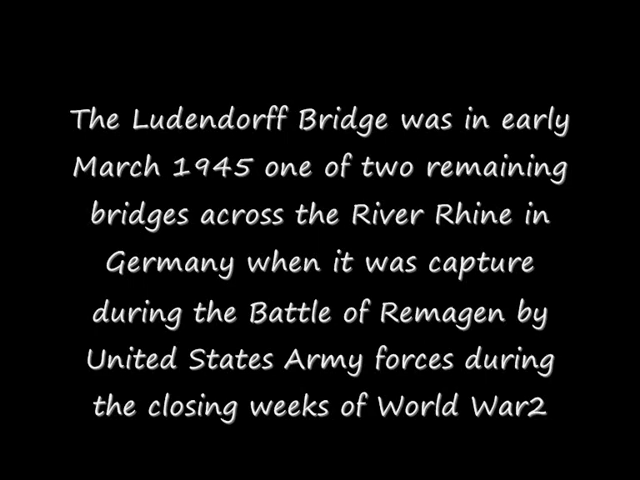 The Ludendorff Bridge was in early
March 1945 one of two remaining
bridges across the River Rhine in
Germany when it was capture
during the Battle of Remagen by
United States Army forces during
the closing weeks of World War2